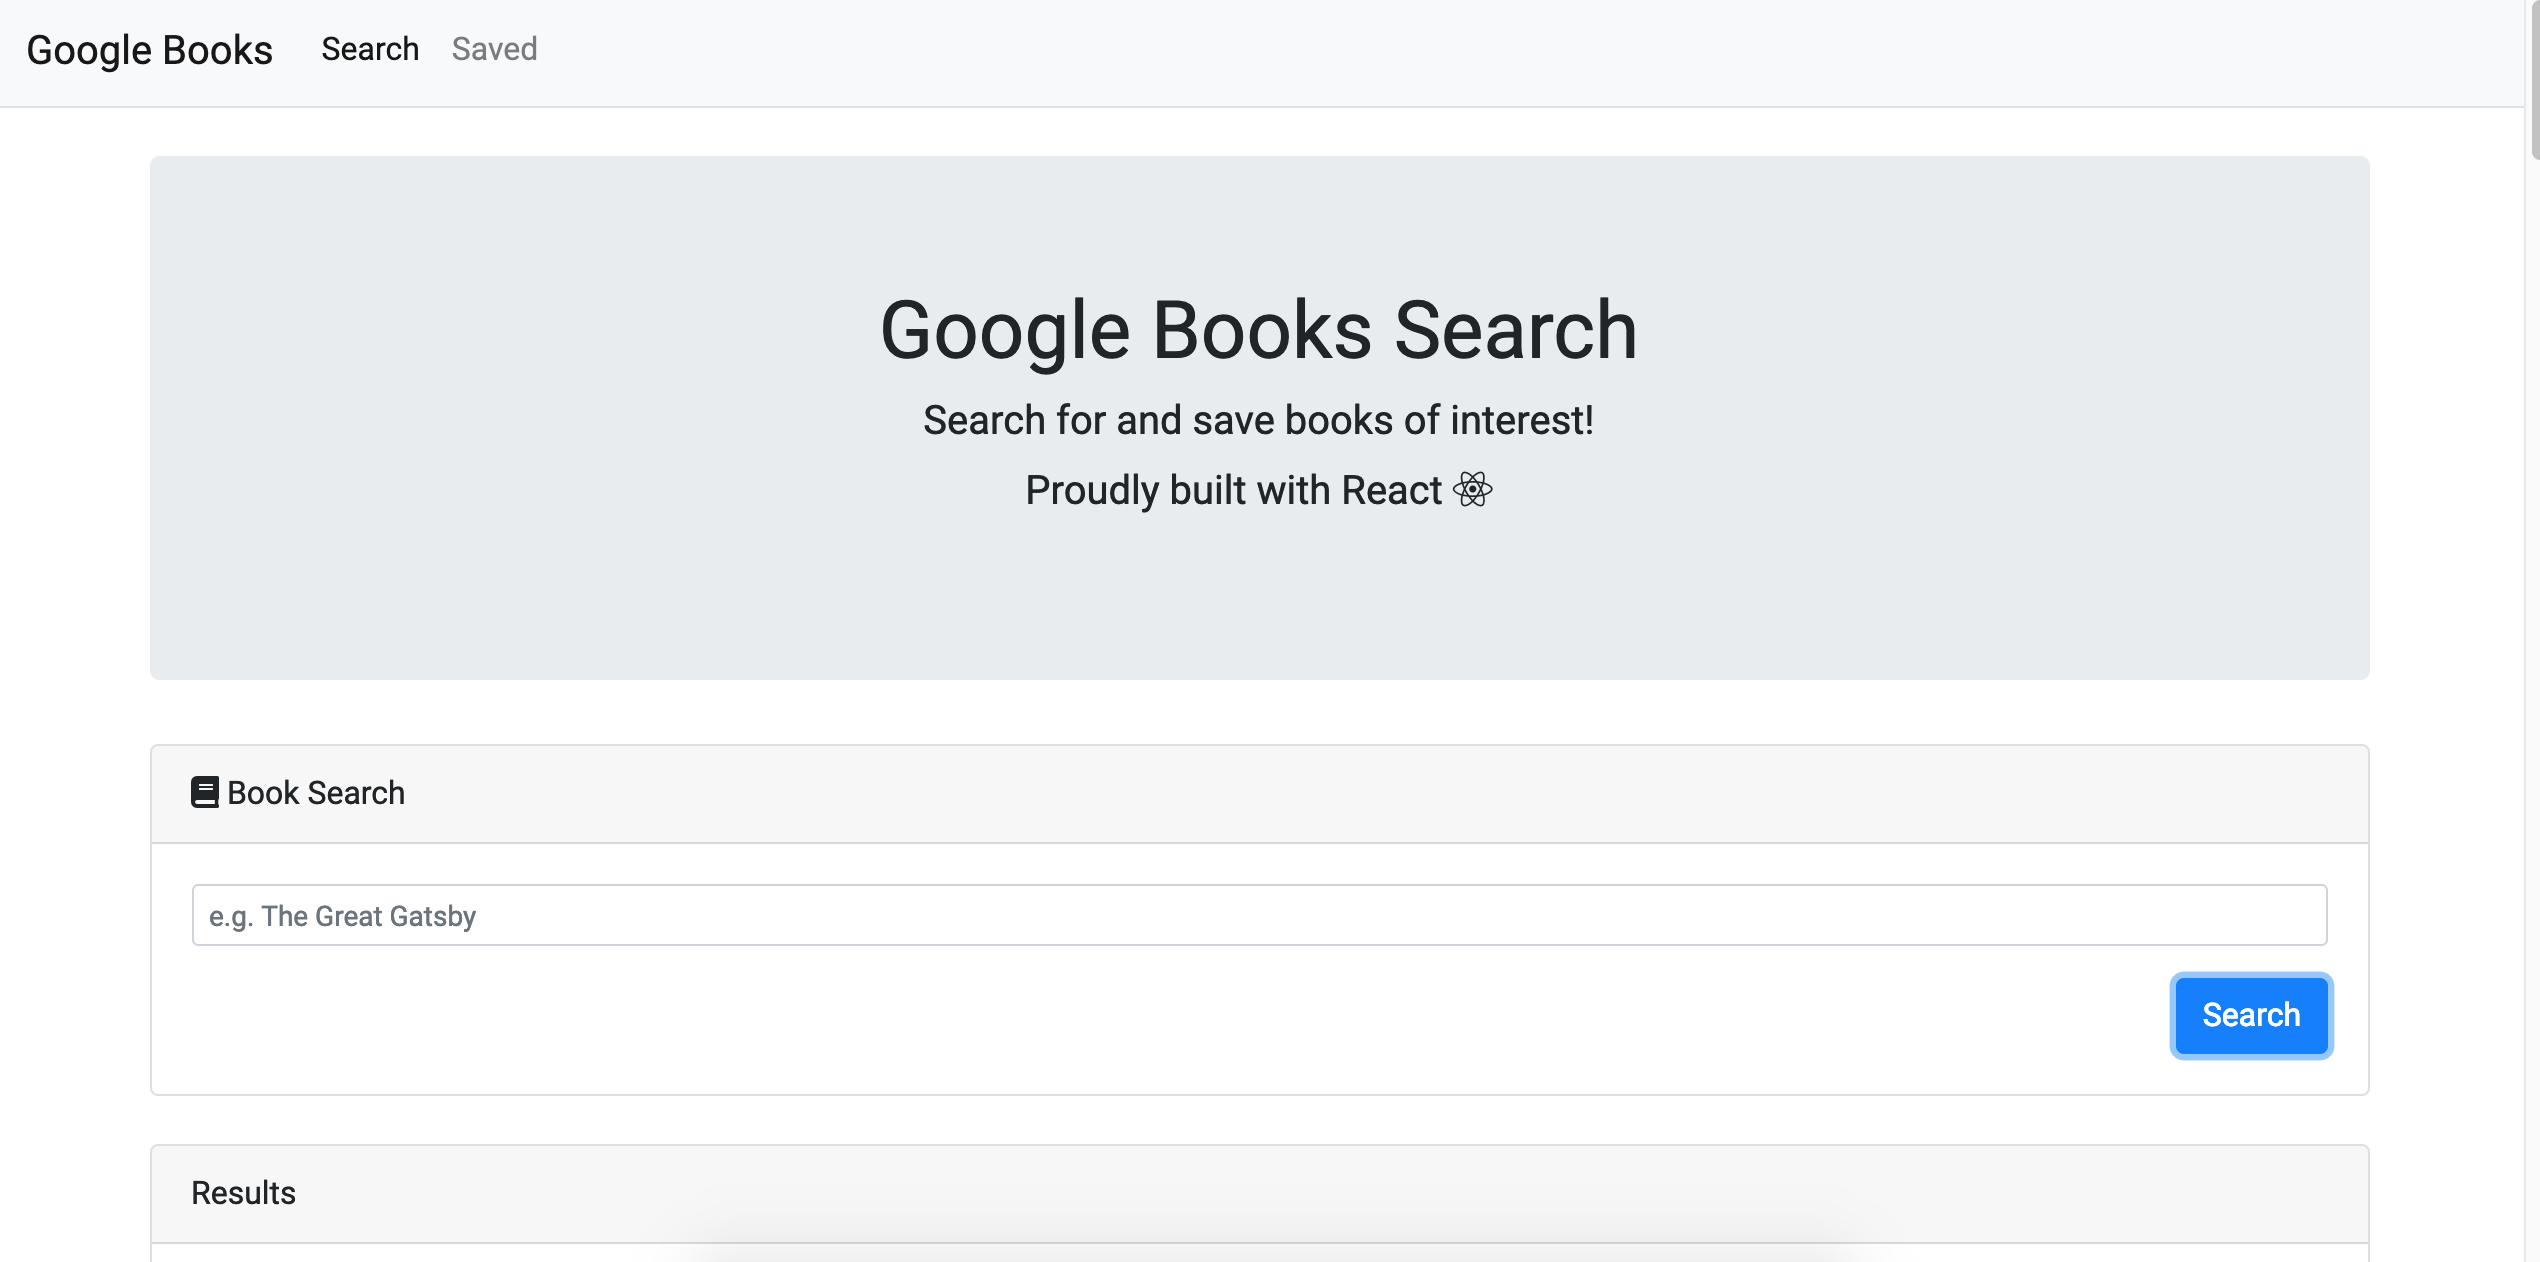 Google Books Search Saved
Google Books Search
Search for and save books of interest!
Proudly built with React
Book Search
e.g. The Great Gatsby
Search
Results